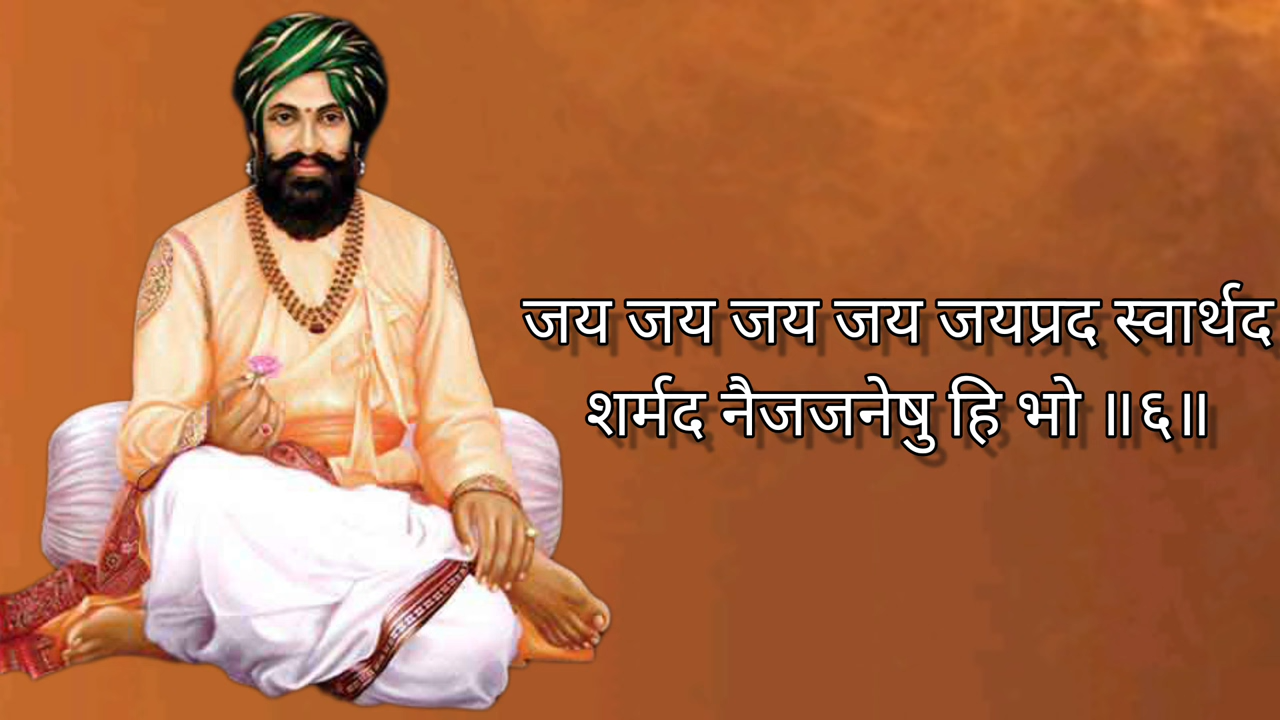 जय जय जय जय जयप्रद स्वार्थद
शर्मद नैजजनेषु हि भो ॥६॥